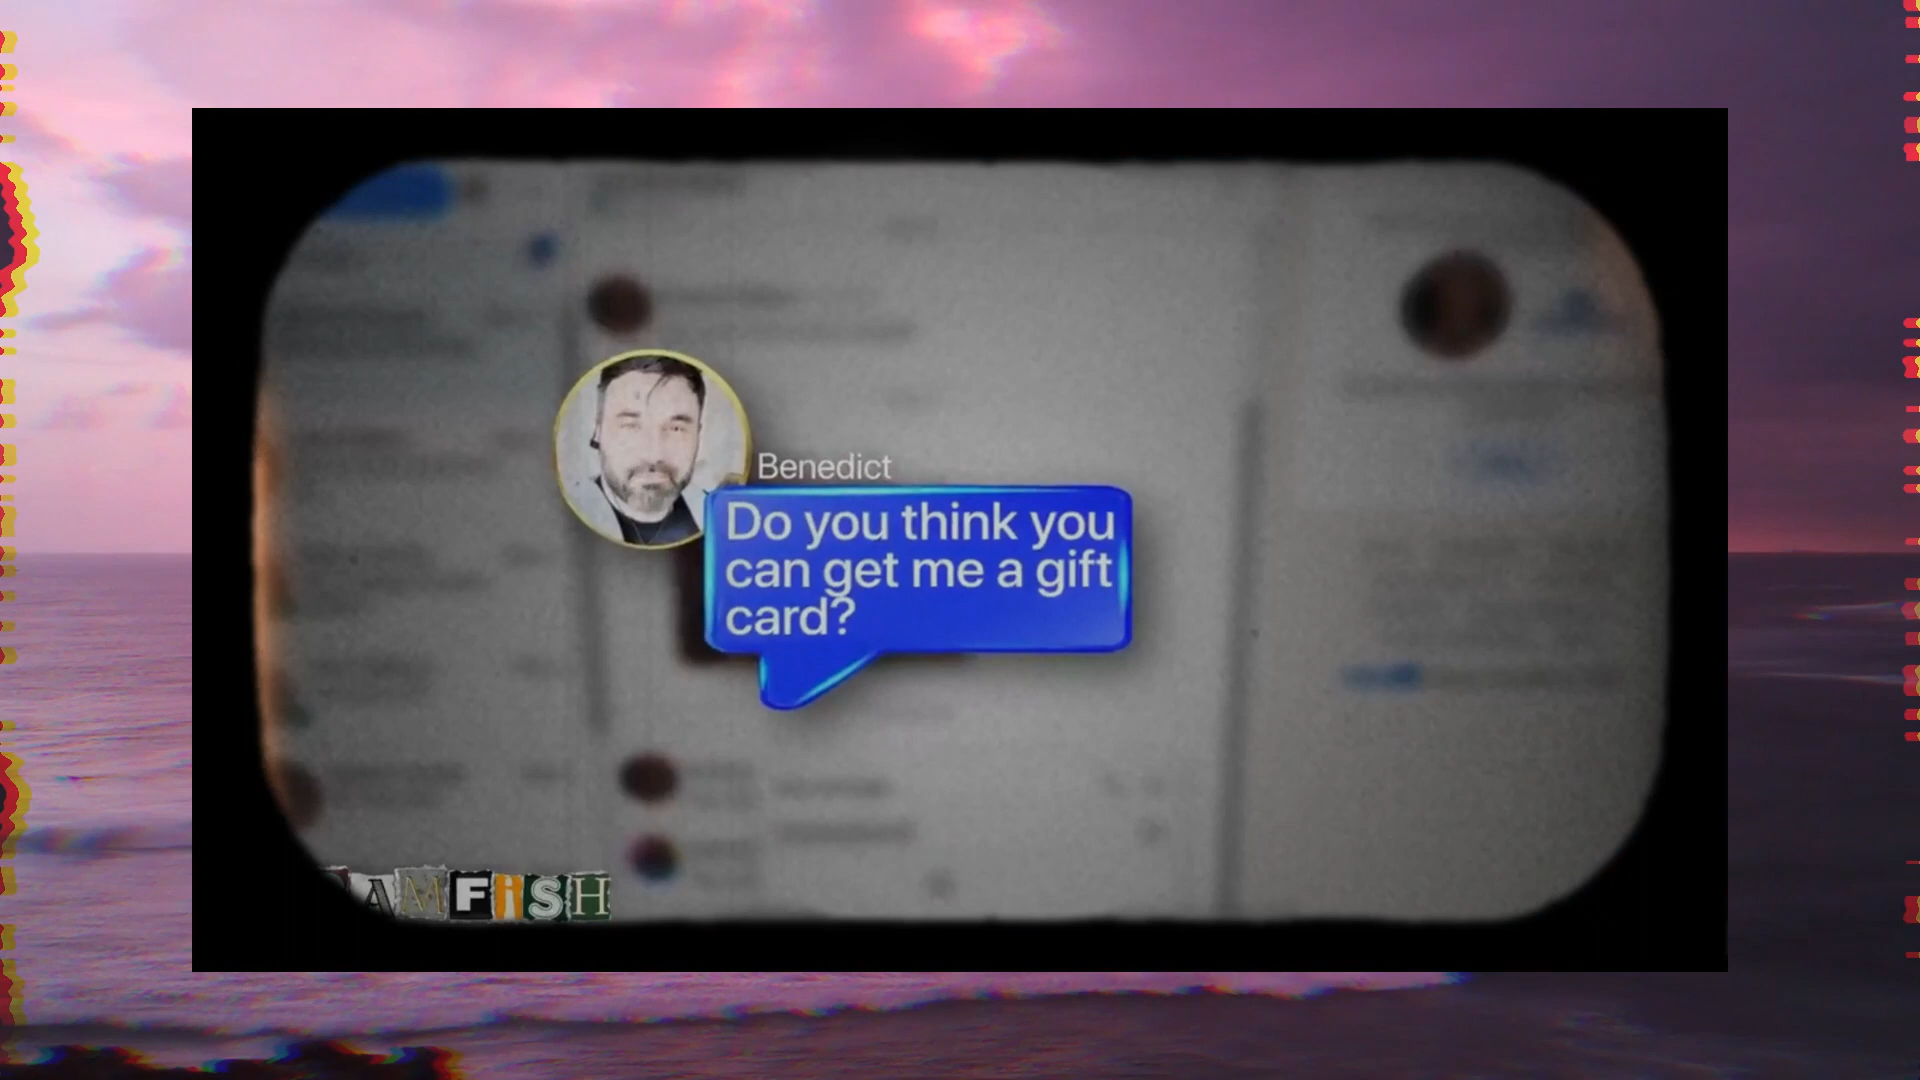 Benedict
Do you think you
can get me a gift
card?
AMFiSH